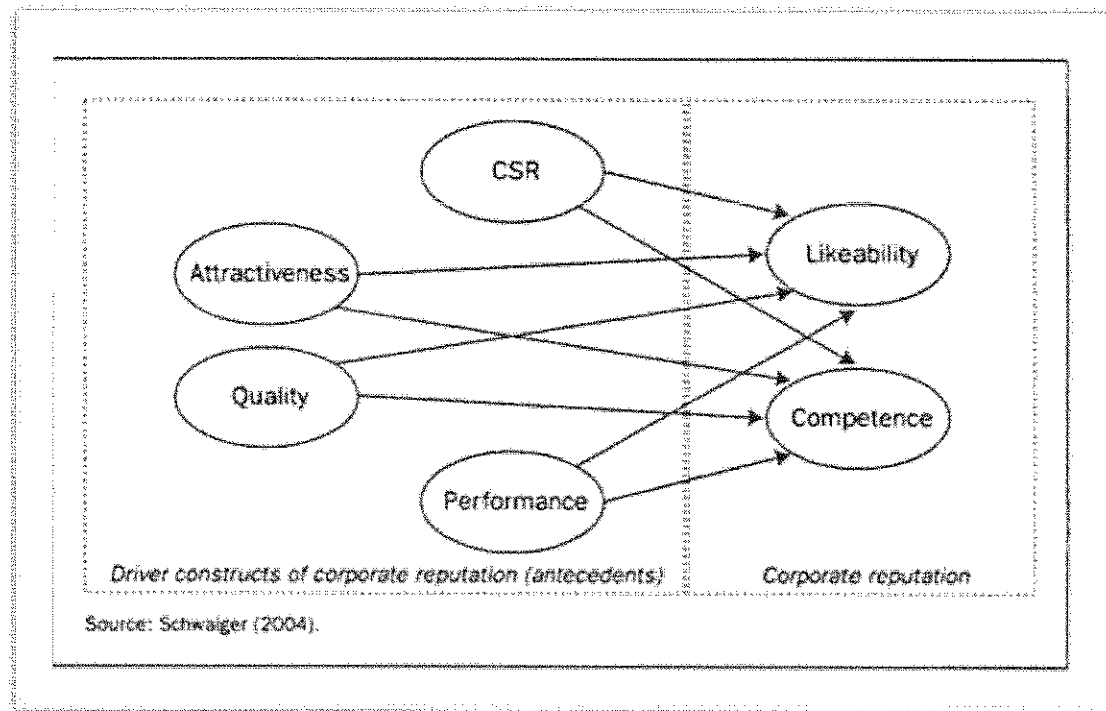 CSR
Likeability
Attractiveness
Quality
Competence
Performance
Driver constructs of corporate reputation (antecedents)
Corporate reputation
Source: Schwaiger (2004).